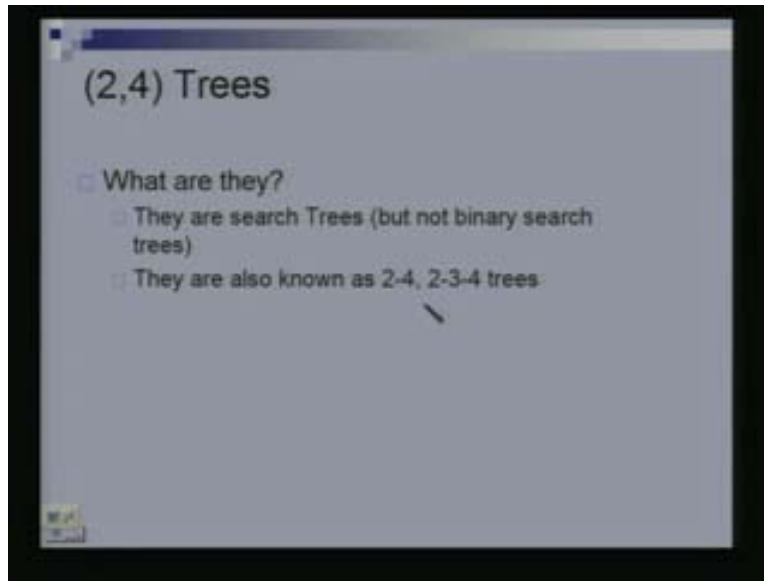 (2,4) Trees
What are they?
They are search Trees (but not binary search
trees)
They are also known as 2-4, 2-3-4 trees